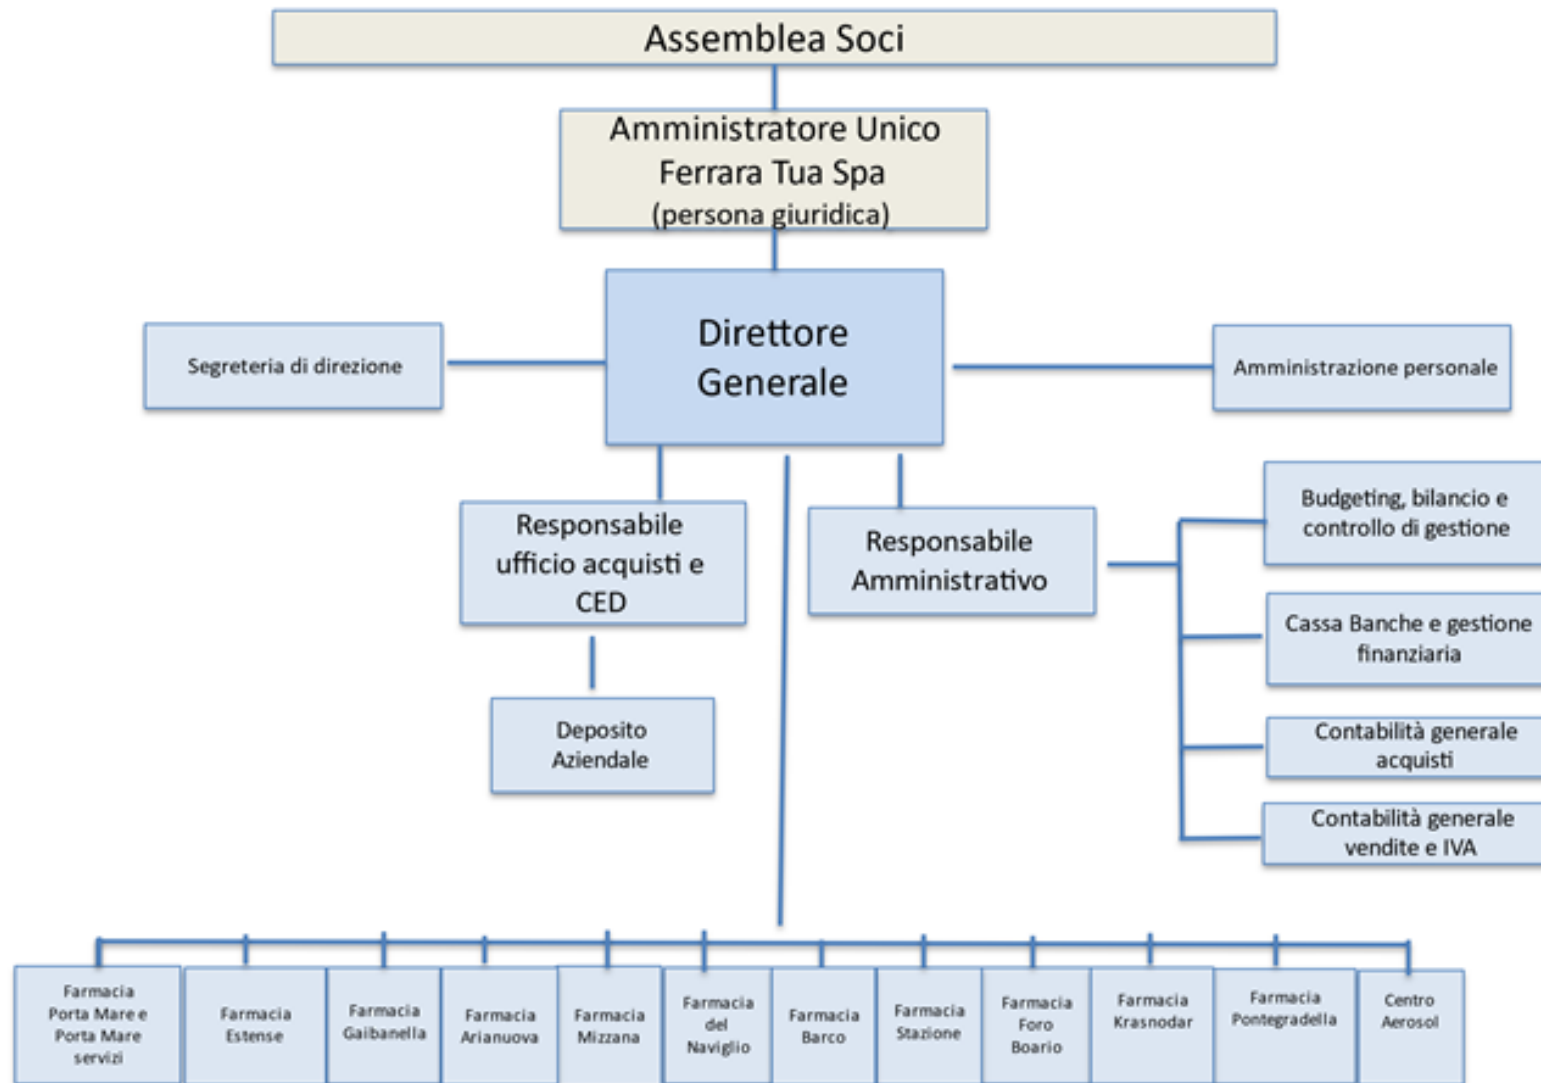 Assemblea Soci
Amministratore Unico
Ferrara Tua Spa
(persona giuridica)
Direttore
Generale
Segreteria di direzione
Amministrazione personale
Responsabile
ufficio acquisti e
CED
Responsabile
Amministrativo
Budgeting, bilancio e
controllo di gestione
Cassa Banche e gestione
finanziaria
Contabilità generale
acquisti
Contabilità generale
vendite e IVA
Deposito
Aziendale
Farmacia
Porta Mare e
Porta Mare
servizi
Farmacia
Estense
Farmacia
Gaibanella
Farmacia
Arianuova
Farmacia
Mizzana
Farmacia
del
Naviglio
Farmacia
Barco
Farmacia
Stazione
Farmacia
Foro
Boario
Farmacia
Krasnodar
Farmacia
Pontegradella
Centro
Aerosol